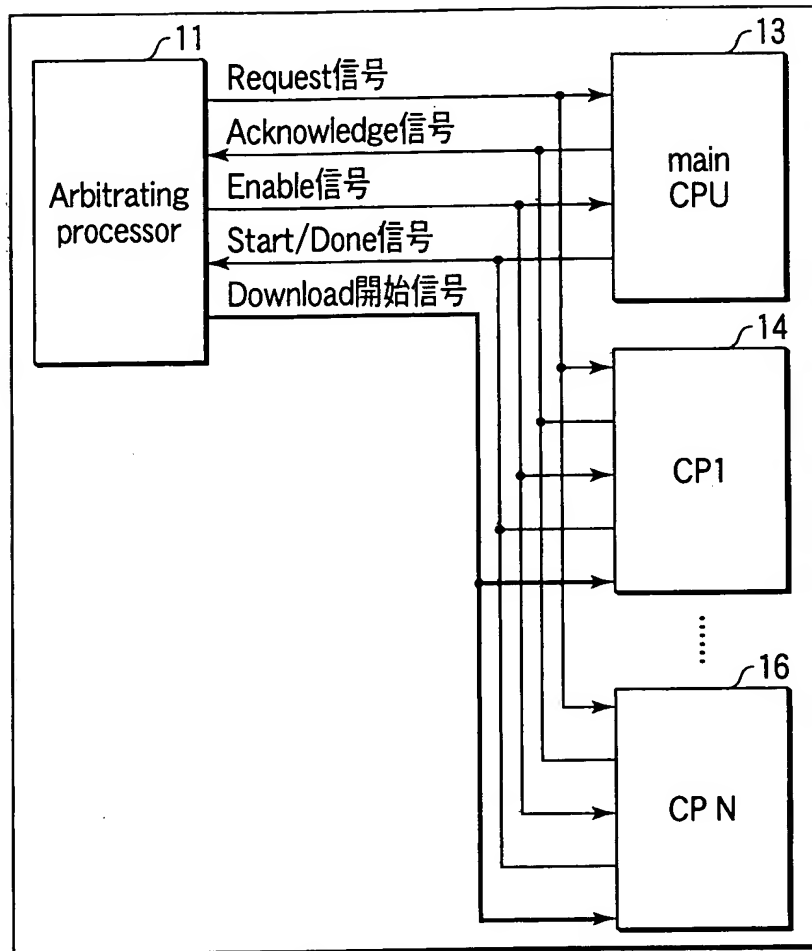 11
Arbitrating
processor
Request信号
Acknowledge信号
Enable信号
Start/Done信号
Download開始信号
13
main
CPU
14
CP1
16
CP N